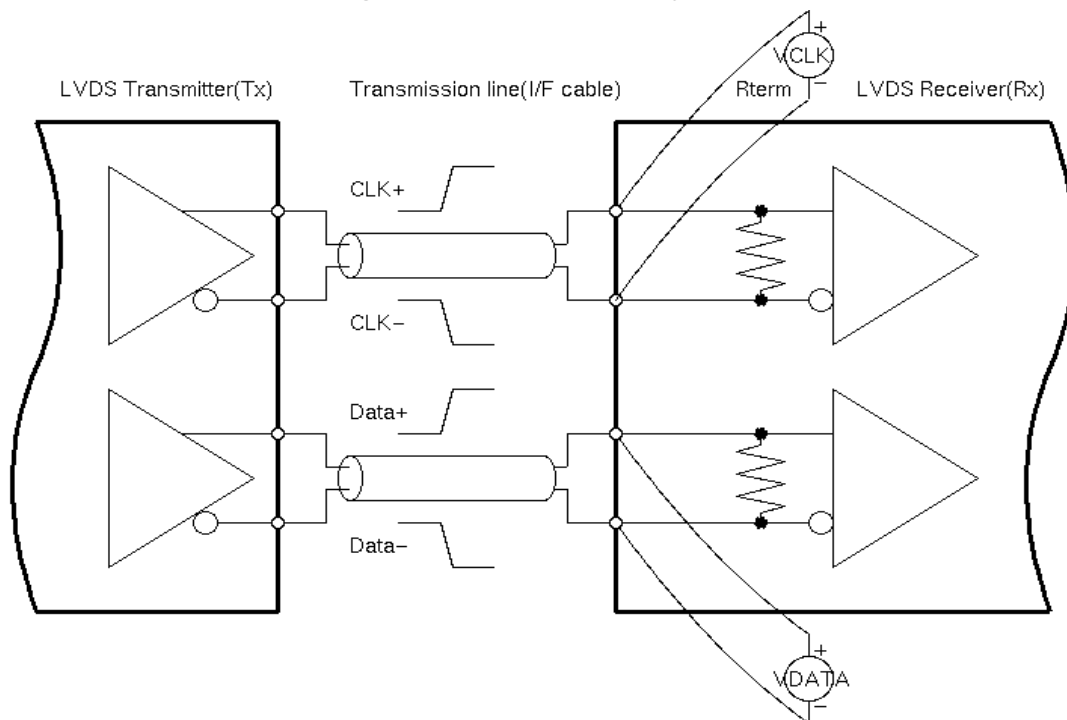 +
VCLK
−
LVDS Transmitter(Tx)
Transmission line(I/F cable)
Rterm
LVDS Receiver(Rx)
CLK+
CLK−
Data+
Data−
+
VDATA
−